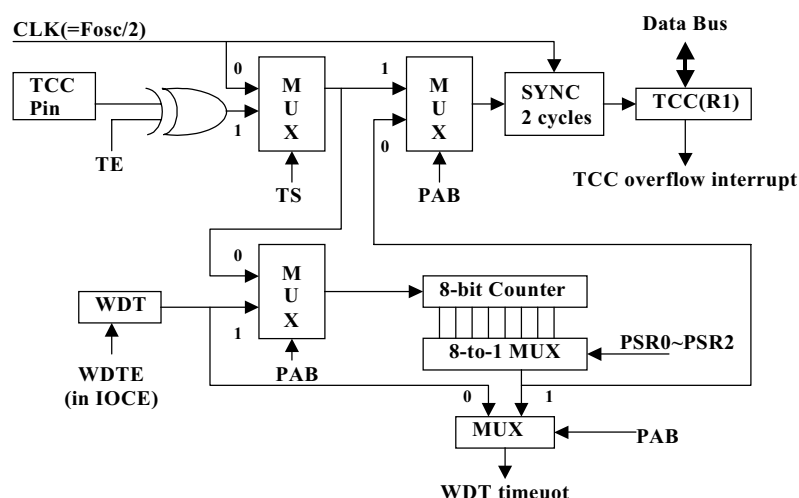 CLK(=Fosc/2)
Data Bus
0
1
TCC
Pin
M
U
X
M
U
X
SYNC
2 cycles
TCC(R1)
1
0
TE
TS
PAB
TCC overflow interrupt
0
M
U
X
8-bit Counter
WDT
1
8-to-1 MUX
PSR0~PSR2
WDTE
(in IOCE)
PAB
0
1
MUX
PAB
WDT timeuot